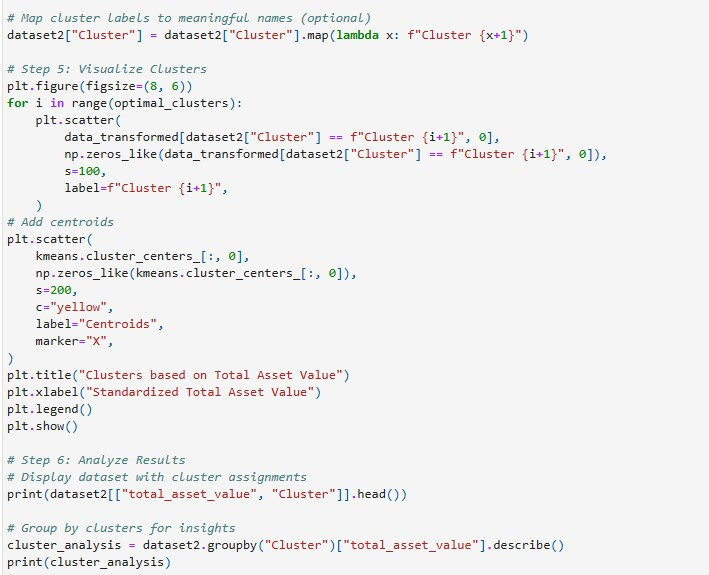 # Map cluster labels to meaningful names (optional)
dataset2["Cluster"] = dataset2["Cluster"].map(lambda x: f"Cluster {x+1}")

# Step 5: Visualize Clusters
plt.figure(figsize=(8, 6))
for i in range(optimal_clusters):
    plt.scatter(
        data_transformed[dataset2["Cluster"] == f"Cluster {i+1}", 0],
        np.zeros_like(data_transformed[dataset2["Cluster"] == f"Cluster {i+1}", 0]),
        s=100,
        label=f"Cluster {i+1}",
    )
# Add centroids
plt.scatter(
    kmeans.cluster_centers_[:, 0],
    np.zeros_like(kmeans.cluster_centers_[:, 0]),
    s=200,
    c="yellow",
    label="Centroids",
    marker="X",
)
plt.title("Clusters based on Total Asset Value")
plt.xlabel("Standardized Total Asset Value")
plt.legend()
plt.show()

# Step 6: Analyze Results
# Display dataset with cluster assignments
print(dataset2[["total_asset_value", "Cluster"]].head())

# Group by clusters for insights
cluster_analysis = dataset2.groupby("Cluster")["total_asset_value"].describe()
print(cluster_analysis)